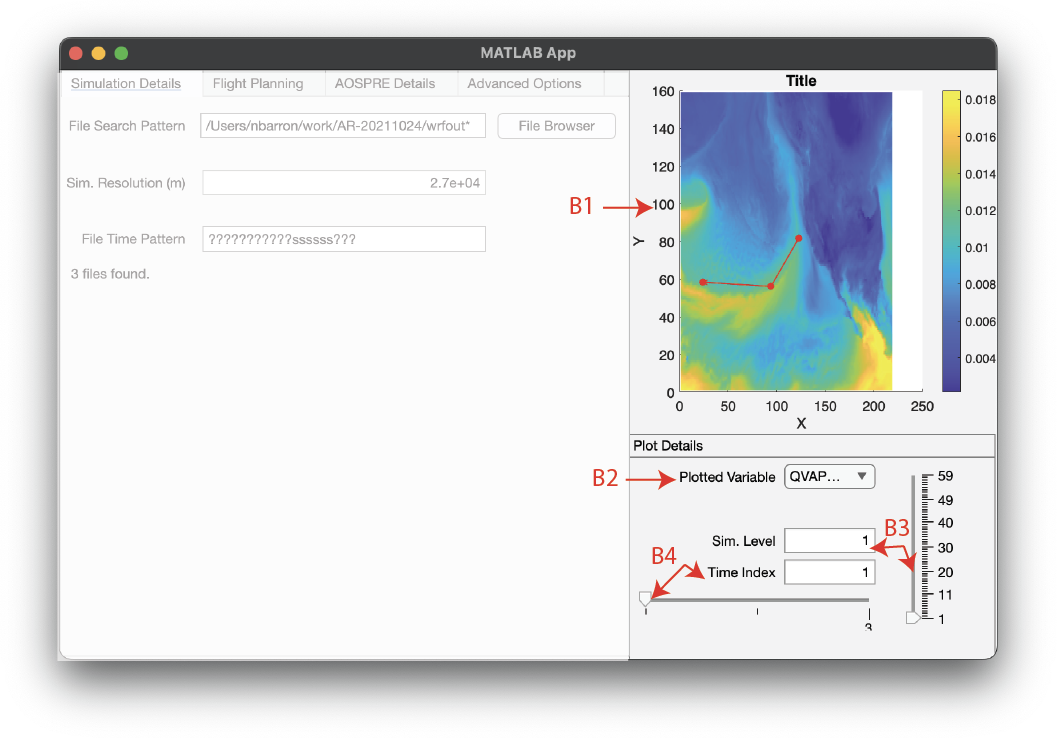 MATLAB App
Simulation Details
Flight Planning
AOSPRE Details
Advanced Options
File Search Pattern
/Users/nbarron/work/AR-20211024/wrfout*
File Browser
Sim. Resolution (m)
2.7e+04
File Time Pattern
???????????ssssss???
3 files found.
Title
160
140
120
100
80
60
40
20
0
Y
0 50 100 150 200 250
X
0.018
0.016
0.014
0.012
0.01
0.008
0.006
0.004
B1
Plot Details
B2
Plotted Variable
QVAP...
Sim. Level
1
B3
B4
Time Index
1
3
59
49
40
30
20
11
1